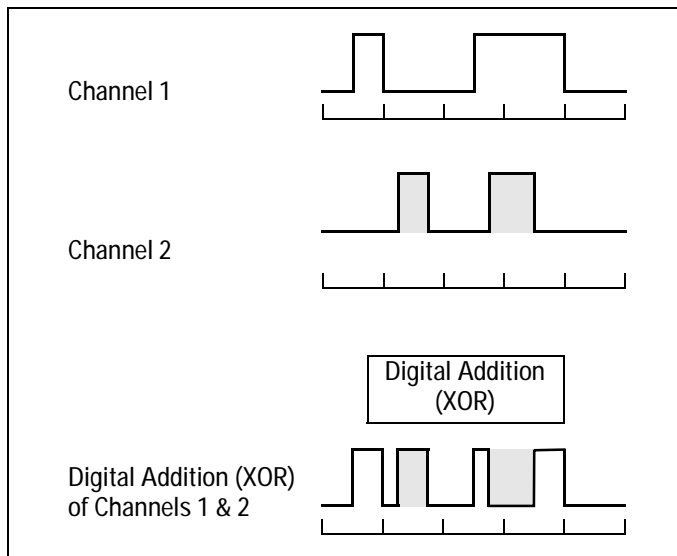 Channel 1
Channel 2
Digital Addition
(XOR)
Digital Addition (XOR)
of Channels 1 & 2